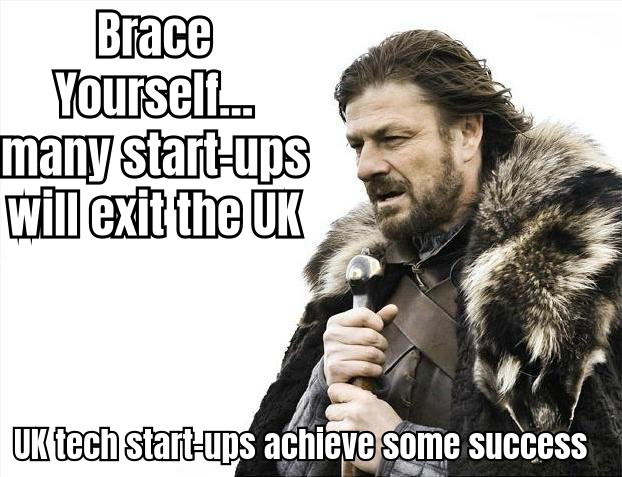 Brace
Yourself...
many start-ups
will exit the UK
UK tech start-ups achieve some success